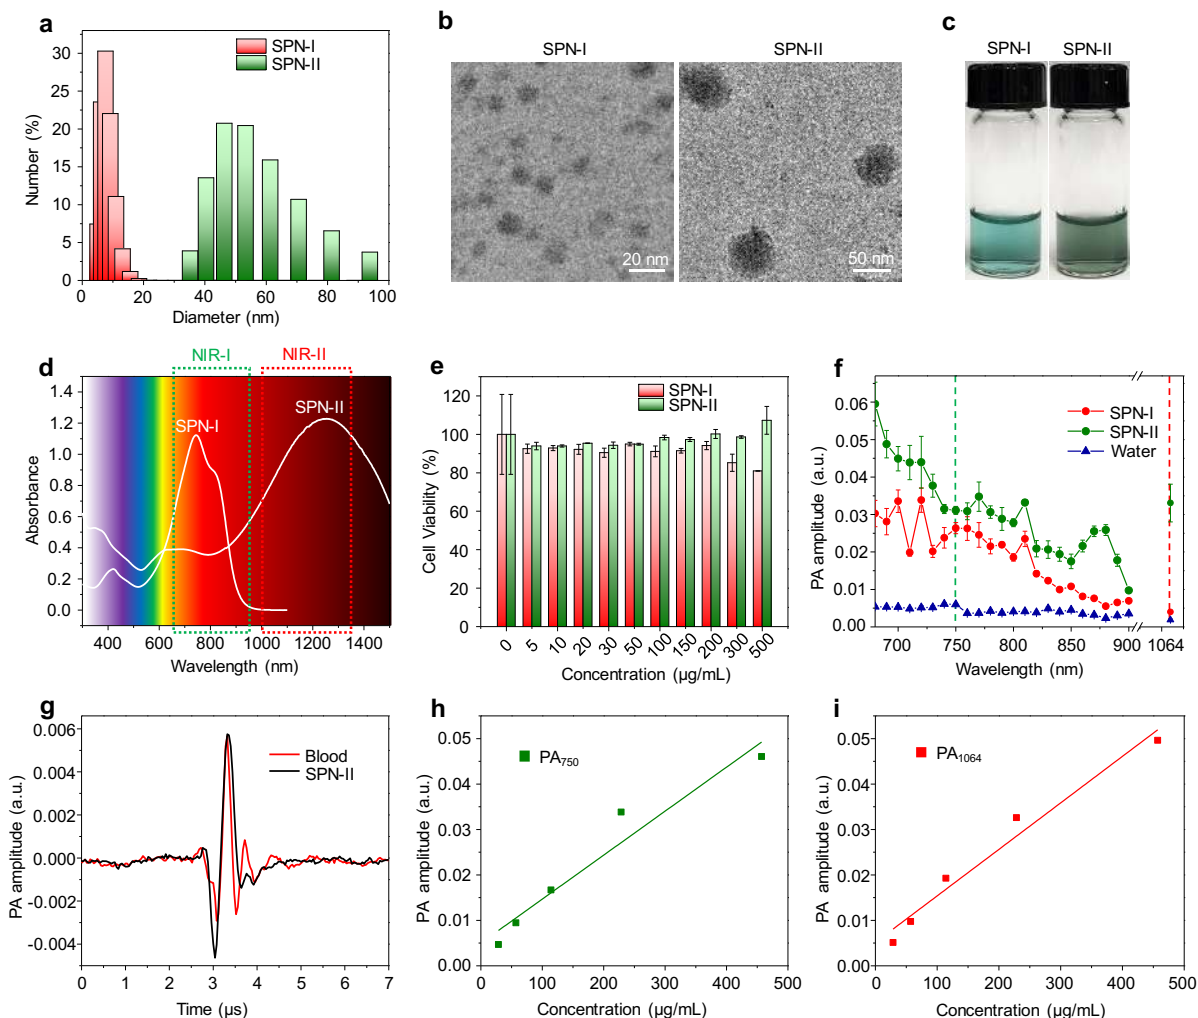 a
SPN-I
SPN-II
30
25
20
15
10
5
0
Number (%)
0 20 40 60 80 100
Diameter (nm)
b
SPN-I SPN-II
20 nm
50 nm
c
SPN-I SPN-II
d
NIR-I NIR-II
1.4
1.2
1.0
0.8
0.6
0.4
0.2
0.0
Absorbance
SPN-I
SPN-II
400 600 800 1000 1200 1400
Wavelength (nm)
e
SPN-I
SPN-II
120
100
80
60
40
20
0
Cell Viability (%)
0 5 10 20 30 50 100 150 200 300 500
Concentration (µg/mL)
f
SPN-I
SPN-II
Water
0.06
0.05
0.04
0.03
0.02
0.01
0.00
PA amplitude (a.u.)
700 750 800 850 900 1064
Wavelength (nm)
g
Blood
SPN-II
0.006
0.004
0.002
0.000
-0.002
-0.004
PA amplitude (a.u.)
0 1 2 3 4 5 6 7
Time (µs)
h
PA750
0.05
0.04
0.03
0.02
0.01
0.00
PA amplitude (a.u.)
0 100 200 300 400 500
Concentration (µg/mL)
i
PA1064
0.05
0.04
0.03
0.02
0.01
0.00
PA amplitude (a.u.)
0 100 200 300 400 500
Concentration (µg/mL)